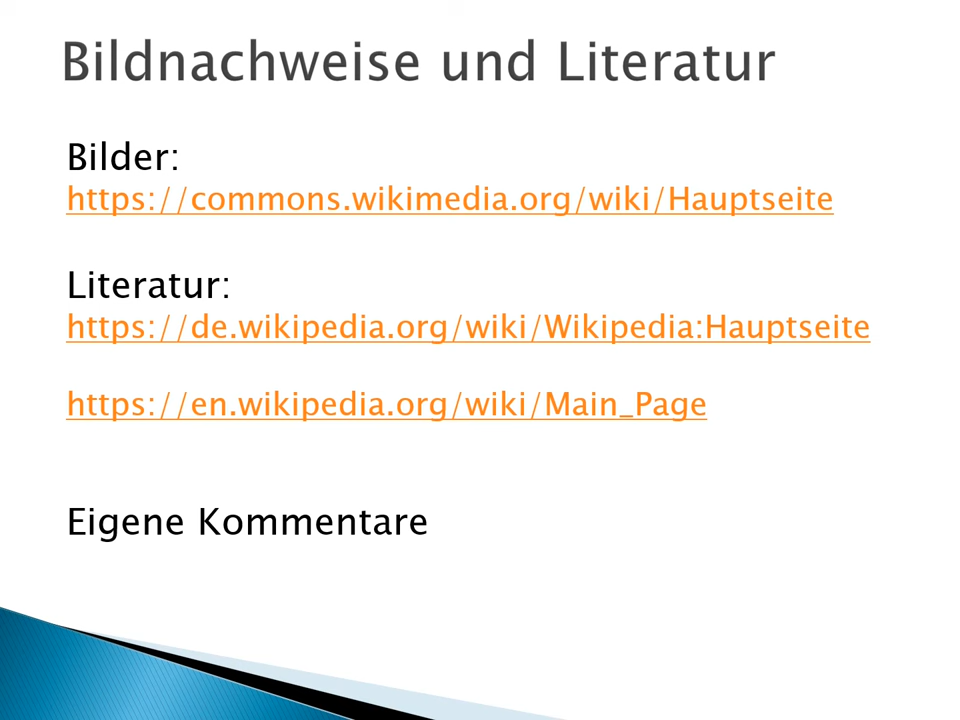 Bildnachweise und Literatur
Bilder:
https://commons.wikimedia.org/wiki/Hauptseite
Literatur:
https://de.wikipedia.org/wiki/Wikipedia:Hauptseite
https://en.wikipedia.org/wiki/Main_Page
Eigene Kommentare